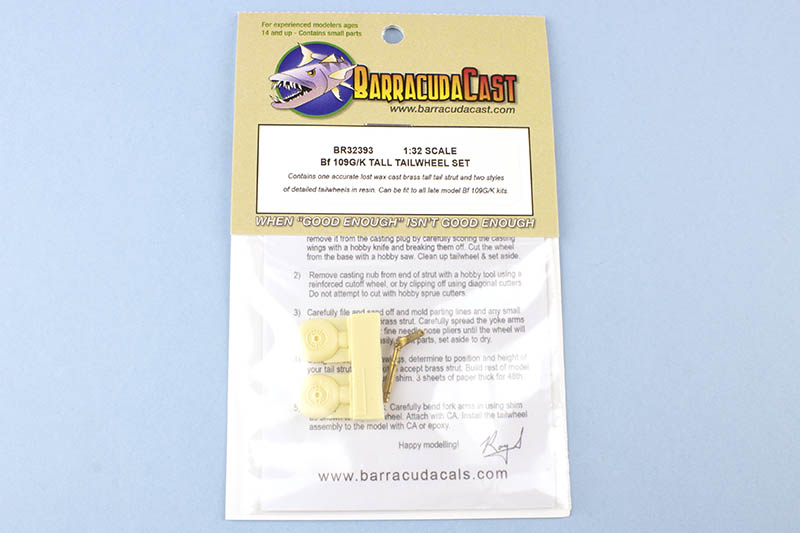 For experienced modelers ages
14 and up - Contains small parts
BARRACUDACAST
www.barracudacast.com
BR32393 1:32 SCALE
Bf 109G/K TALL TAILWHEEL SET
Contains one accurate lost wax cast brass tall tail strut and two styles
of detailed tailwheels in resin. Can be fit to all late model Bf 109G/K kits.
WHEN "GOOD ENOUGH" ISN'T GOOD ENOUGH
remove it from the casting plug by carefully scoring the casting
wings with a hobby knife and breaking them off. Cut the wheel
from the base with a hobby saw. Clean up tailwheel & set aside.
2) Remove casting nub from end of strut with a hobby tool using a
reinforced cutoff wheel, or by clipping off using diagonal cutters.
Do not attempt to cut with hobby sprue cutters.
3) Carefully file and sand off and mold parting lines and any small
brass strut. Carefully spread the yoke arms
fine needle nose pliers until the wheel will
parts, set aside to dry.
determine to position and height of
your tail strut accept brass strut. Build rest of model
shim. 3 sheets of paper thick for 48th.
5) Carefully bend fork arms in using shim
wheel. Attach with CA. Install the tailwheel
assembly to the model with CA or epoxy.
Happy modelling!
www.barracudacals.com